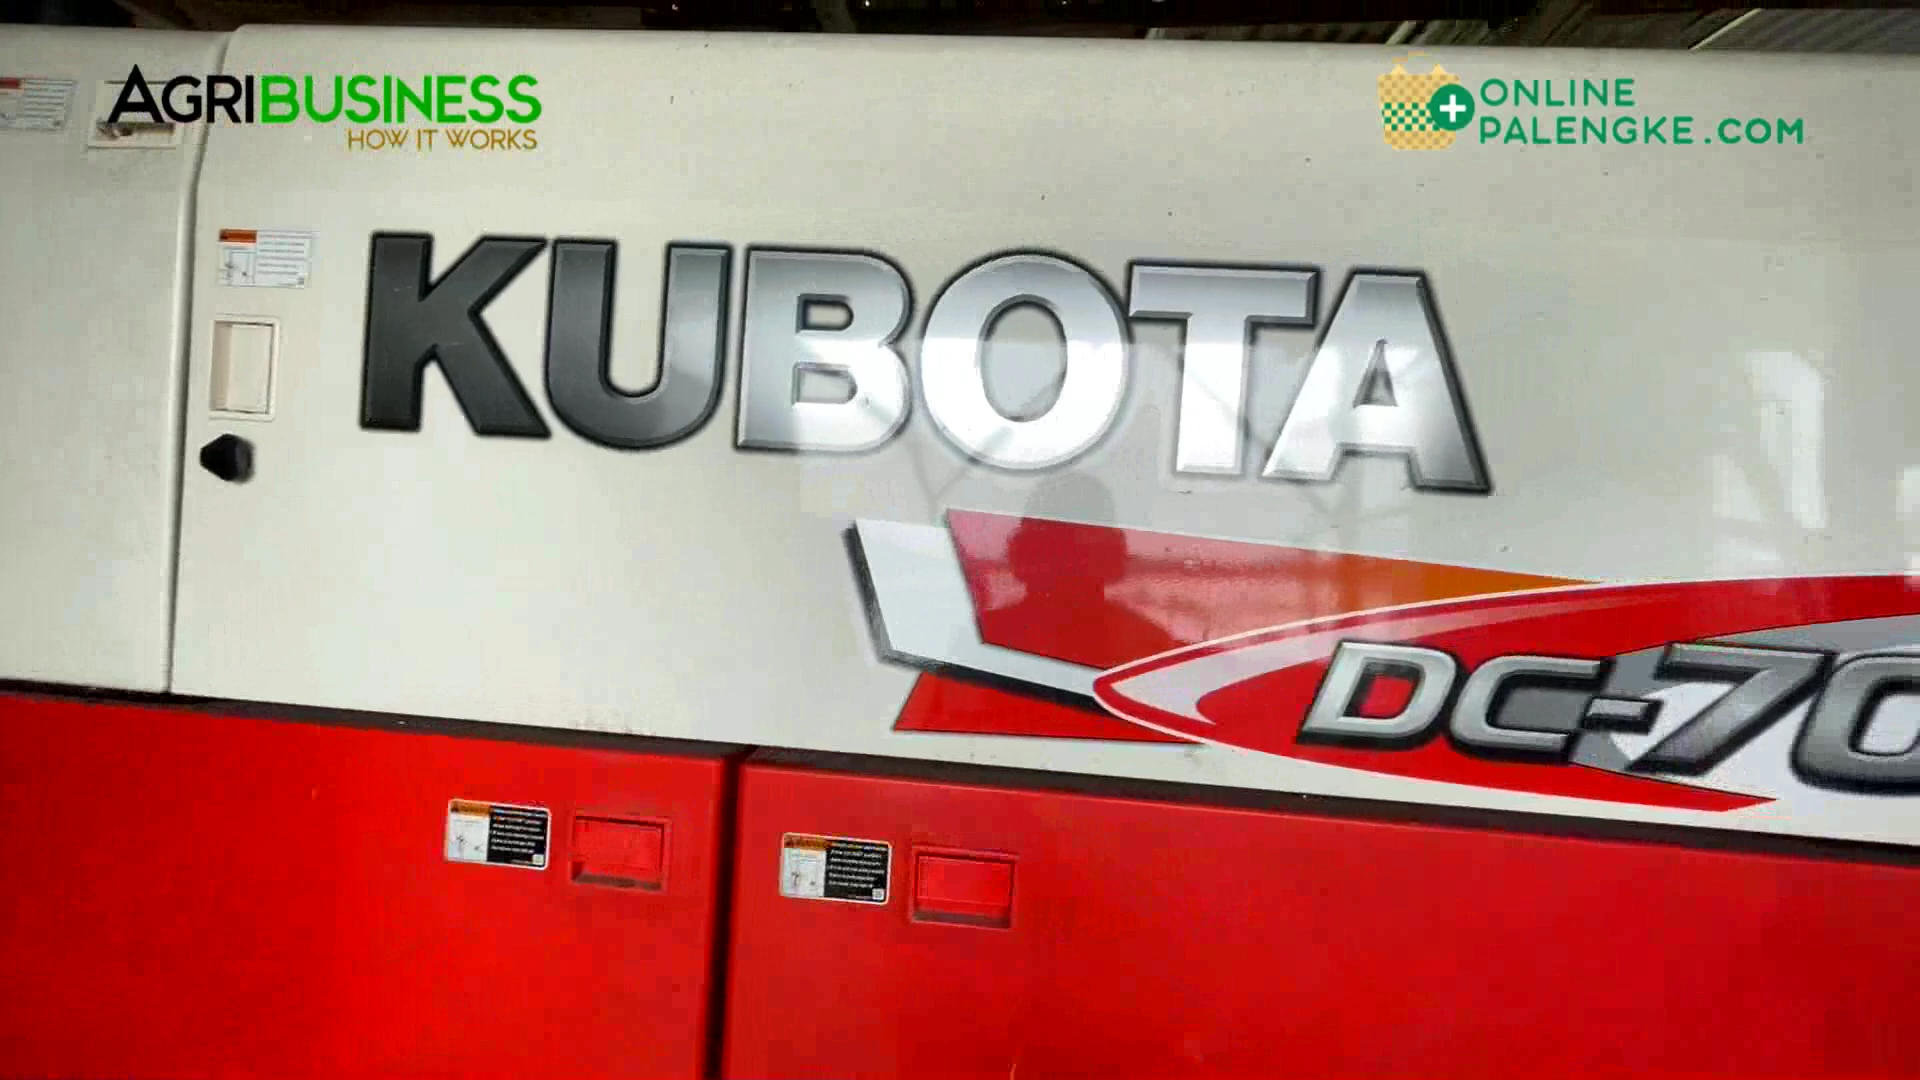 AGRIBUSINESS
HOW IT WORKS
ONLINE
PALENGKE.COM
KUBOTA
DC-70